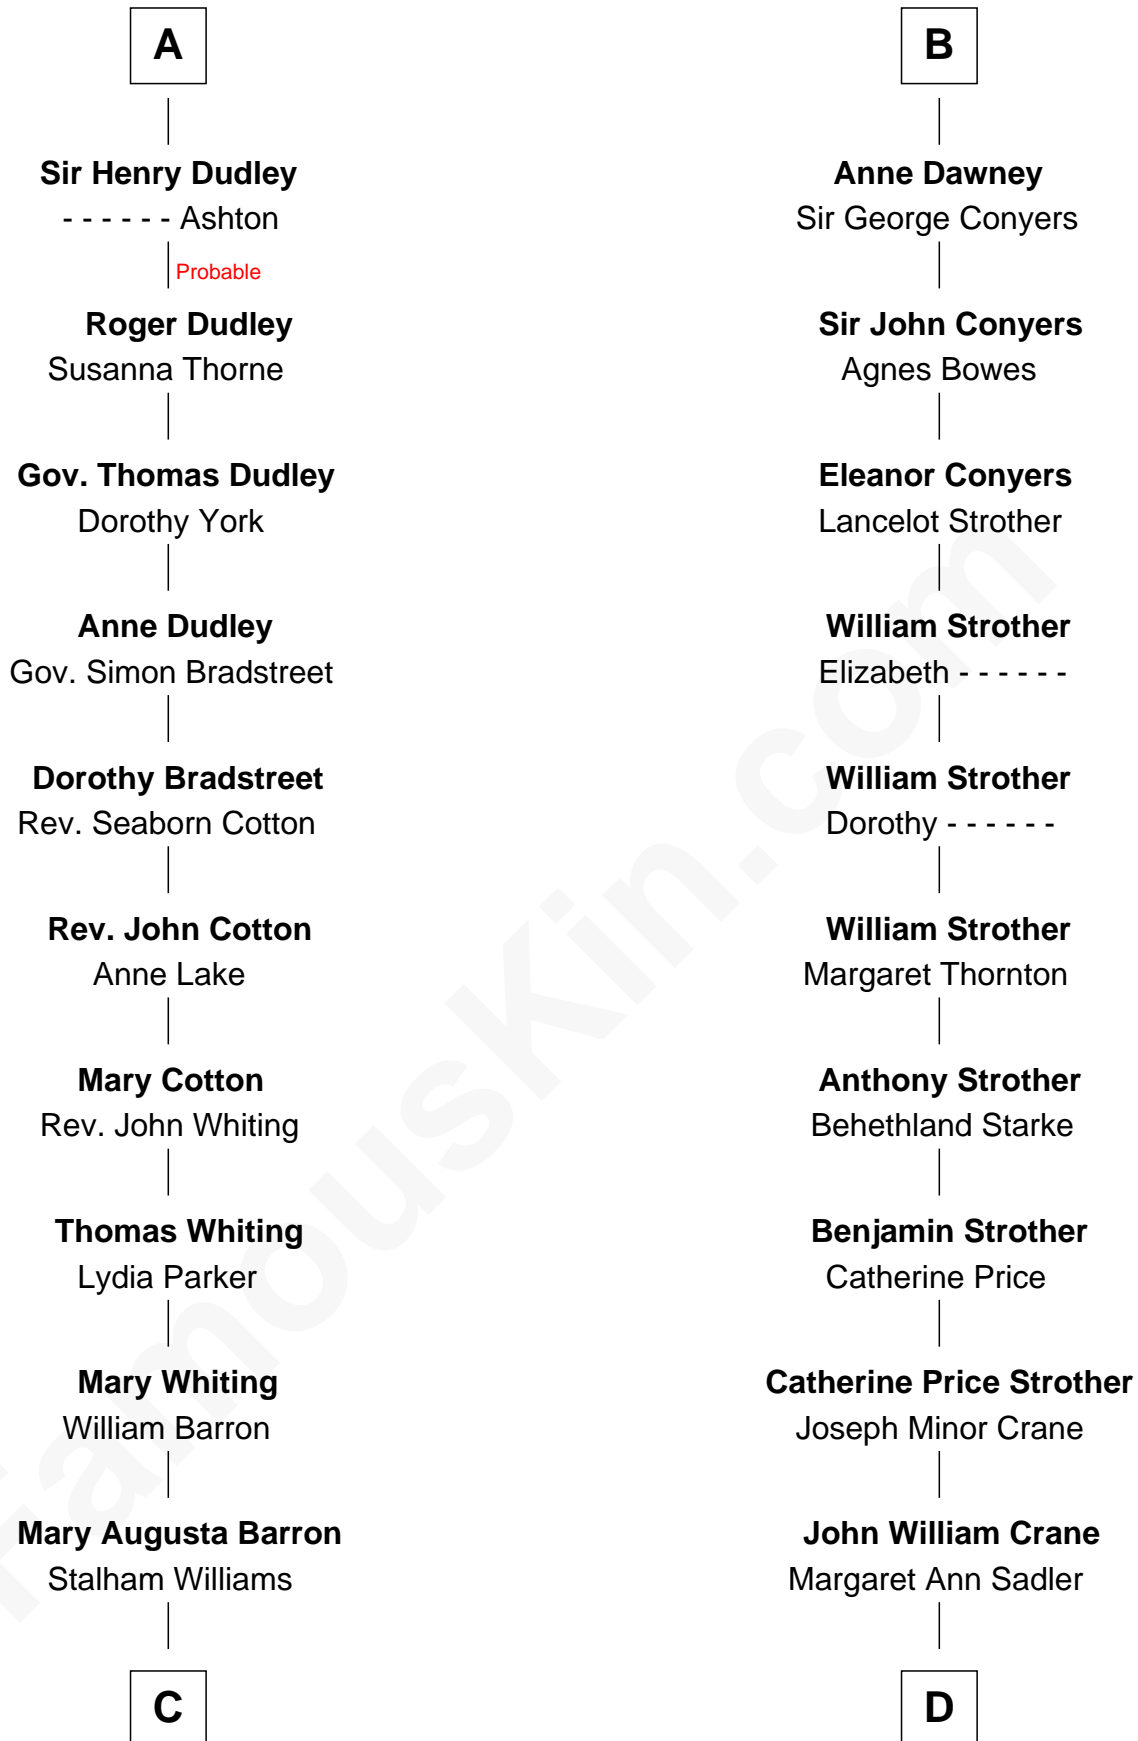 A
Sir Henry Dudley
- - - - - - Ashton
Probable
Roger Dudley
Susanna Thorne
Gov. Thomas Dudley
Dorothy York
Anne Dudley
Gov. Simon Bradstreet
Dorothy Bradstreet
Rev. Seaborn Cotton
Rev. John Cotton
Anne Lake
Mary Cotton
Rev. John Whiting
Thomas Whiting
Lydia Parker
Mary Whiting
William Barron
Mary Augusta Barron
Stalham Williams
C
B
Anne Dawney
Sir George Conyers
Sir John Conyers
Agnes Bowes
Eleanor Conyers
Lancelot Strother
William Strother
Elizabeth - - - - - -
William Strother
Dorothy - - - - - -
William Strother
Margaret Thornton
Anthony Strother
Behethland Starke
Benjamin Strother
Catherine Price
Catherine Price Strother
Joseph Minor Crane
John William Crane
Margaret Ann Sadler
D
FamousKin.com